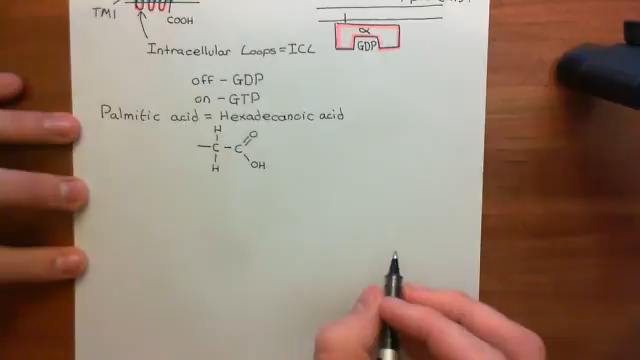 TM1
COOH
Intracellular Loops = ICL
α
GDP
off - GDP
on - GTP
Palmitic acid = Hexadecanoic acid
H
O
- C - C
H
OH